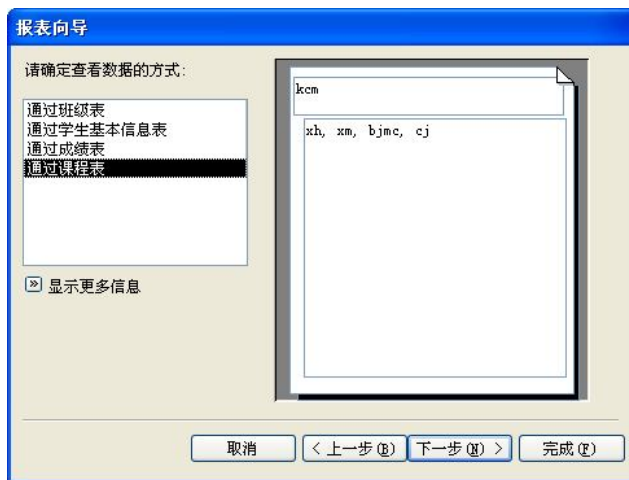 报表向导
请确定查看数据的方式:
通过班级表
通过学生基本信息表
通过成绩表
通过课程表
显示更多信息
kcm
xh, xm, bjmc, cj
取消
< 上一步(B)
下一步(N) >
完成(F)